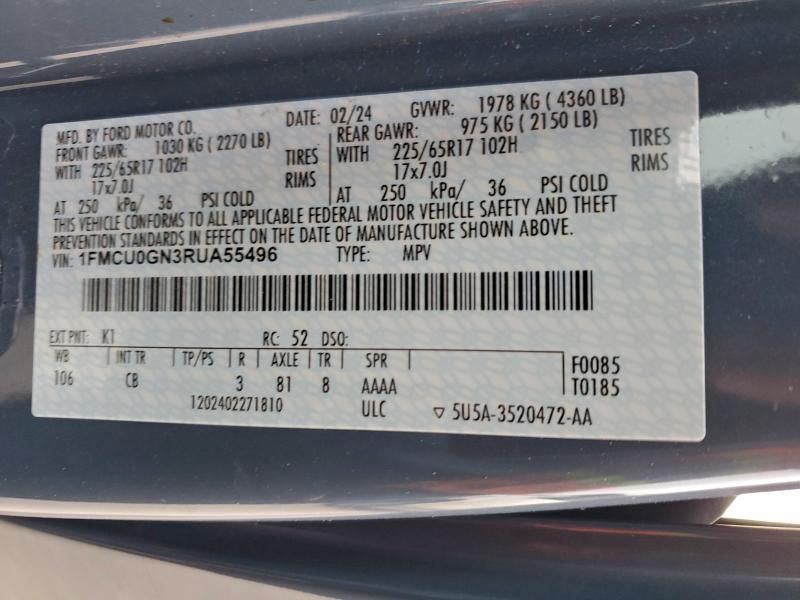 MFD. BY FORD MOTOR CO. DATE: 02/24 GVWR: 1978 KG ( 4360 LB)
FRONT GAWR: 1030 KG ( 2270 LB) REAR GAWR: 975 KG ( 2150 LB)
WITH 225/65R17 102H TIRES WITH 225/65R17 102H TIRES
17x7.0J RIMS 17x7.0J RIMS
AT 250 kPa/ 36 PSI COLD AT 250 kPa/ 36 PSI COLD
THIS VEHICLE CONFORMS TO ALL APPLICABLE FEDERAL MOTOR VEHICLE SAFETY AND THEFT
PREVENTION STANDARDS IN EFFECT ON THE DATE OF MANUFACTURE SHOWN ABOVE.
VIN: 1FMCU0GN3RUA55496 TYPE: MPV
EXT PNT: K1 RC: 52 DSO:
WB INT TR TP/PS R AXLE TR SPR F0085
106 CB 3 81 8 AAAA T0185
1202402271810 ULC ▽ 5U5A-3520472-AA